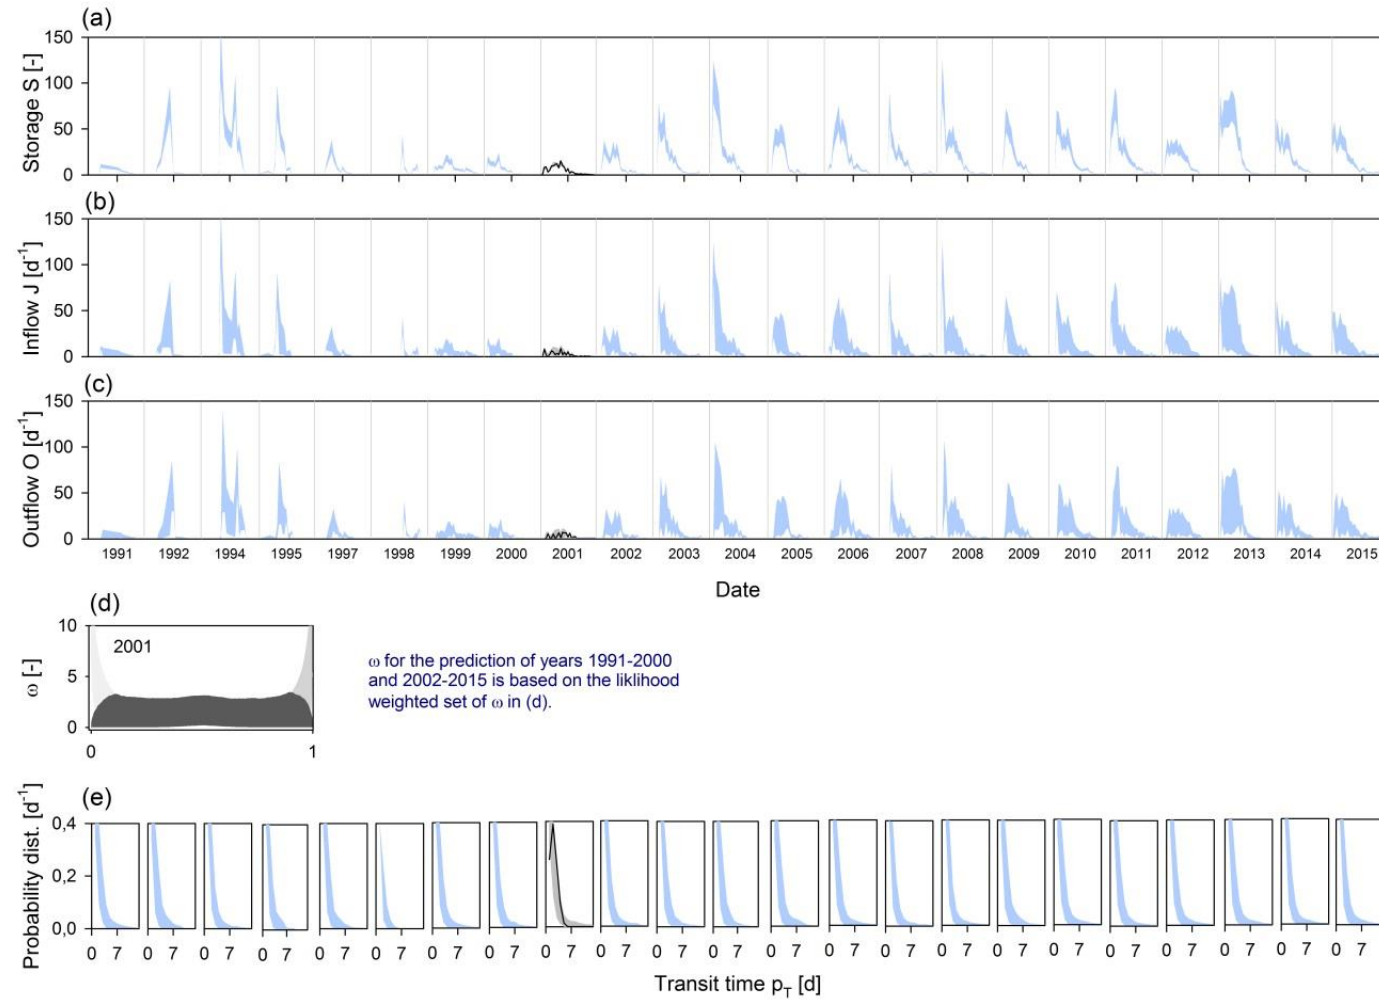 (a)
Storage S [-]
150
100
50
0
(b)
Inflow J [d⁻¹]
150
100
50
0
(c)
Outflow O [d⁻¹]
150
100
50
0
1991 1992 1994 1995 1997 1998 1999 2000 2001 2002 2003 2004 2005 2006 2007 2008 2009 2010 2011 2012 2013 2014 2015
Date
(d)
ω [-]
10
5
0
2001
0 1
ω for the prediction of years 1991-2000
and 2002-2015 is based on the liklihood
weighted set of ω in (d).
(e)
Probability dist. [d⁻¹]
0,4
0,2
0,0
0 7 0 7 0 7 0 7 0 7 0 7 0 7 0 7 0 7 0 7 0 7 0 7 0 7 0 7 0 7 0 7 0 7 0 7 0 7 0 7 0 7 0 7 0 7
Transit time p_T [d]